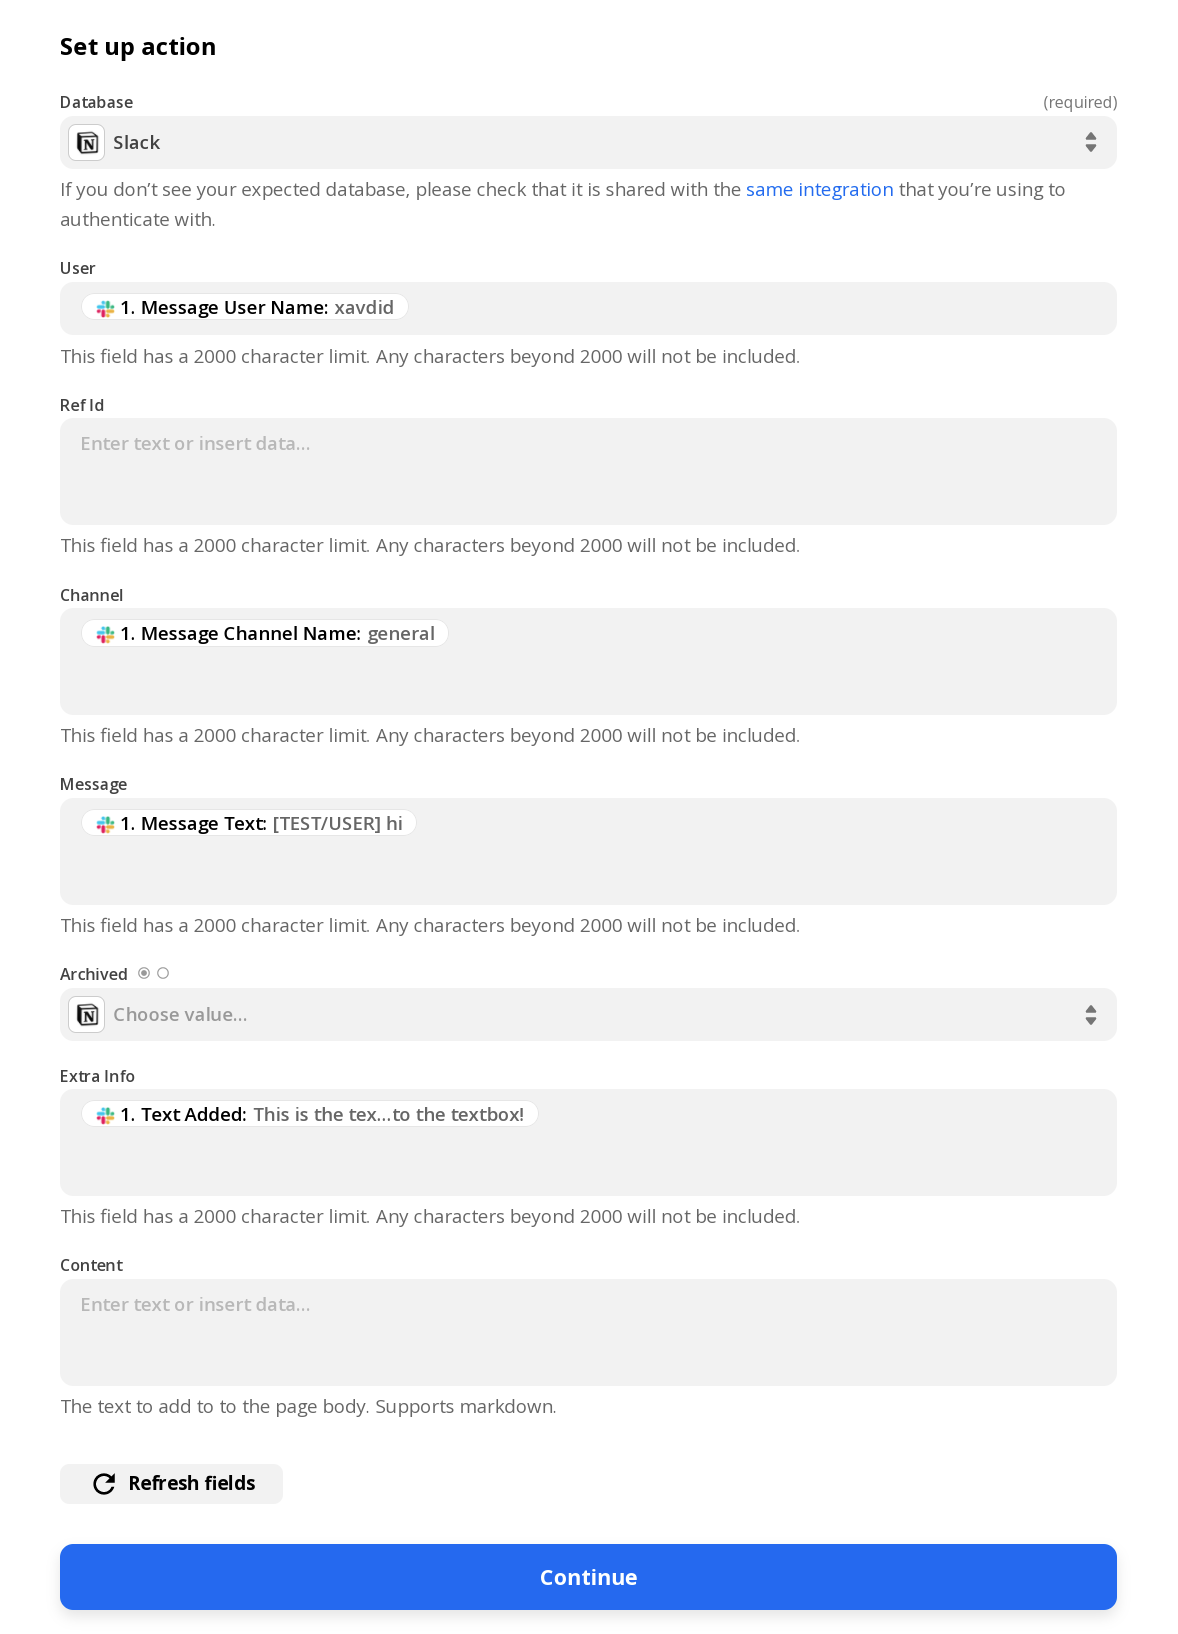 Set up action
Database (required)
Slack
If you don’t see your expected database, please check that it is shared with the same integration that you’re using to
authenticate with.
User
1. Message User Name: xavdid
This field has a 2000 character limit. Any characters beyond 2000 will not be included.
Ref Id
Enter text or insert data…
This field has a 2000 character limit. Any characters beyond 2000 will not be included.
Channel
1. Message Channel Name: general
This field has a 2000 character limit. Any characters beyond 2000 will not be included.
Message
1. Message Text: [TEST/USER] hi
This field has a 2000 character limit. Any characters beyond 2000 will not be included.
Archived
Choose value…
Extra Info
1. Text Added: This is the tex…to the textbox!
This field has a 2000 character limit. Any characters beyond 2000 will not be included.
Content
Enter text or insert data…
The text to add to to the page body. Supports markdown.
Refresh fields
Continue